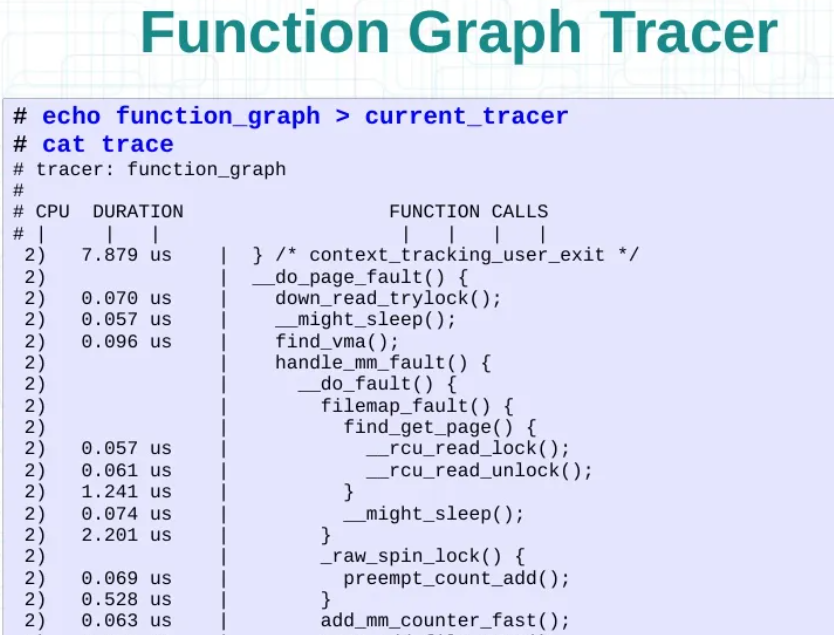 Function Graph Tracer
# echo function_graph > current_tracer
# cat trace
# tracer: function_graph
#
# CPU  DURATION                  FUNCTION CALLS
# |     |   |                     |   |   |   |
 2)   7.879 us    |  } /* context_tracking_user_exit */
 2)               |  __do_page_fault() {
 2)   0.070 us    |    down_read_trylock();
 2)   0.057 us    |    __might_sleep();
 2)   0.096 us    |    find_vma();
 2)               |    handle_mm_fault() {
 2)               |      __do_fault() {
 2)               |        filemap_fault() {
 2)               |          find_get_page() {
 2)   0.057 us    |            __rcu_read_lock();
 2)   0.061 us    |            __rcu_read_unlock();
 2)   1.241 us    |          }
 2)   0.074 us    |          __might_sleep();
 2)   2.201 us    |        }
 2)               |        _raw_spin_lock() {
 2)   0.069 us    |          preempt_count_add();
 2)   0.528 us    |        }
 2)   0.063 us    |        add_mm_counter_fast();